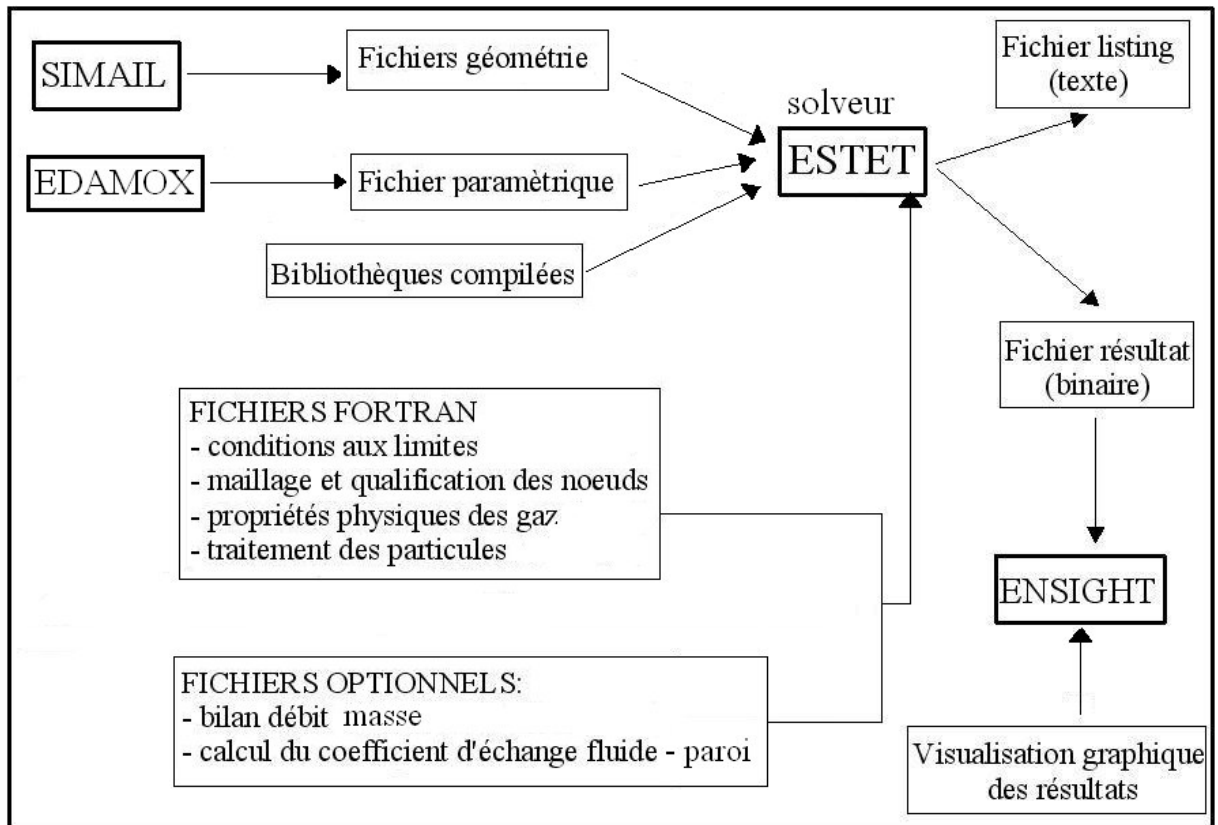 SIMAIL
Fichiers géométrie
Fichier listing
(texte)
solveur
ESTET
EDAMOX
Fichier paramètrique
Bibliothèques compilées
Fichier résultat
(binaire)
FICHIERS FORTRAN
- conditions aux limites
- maillage et qualification des noeuds
- propriétés physiques des gaz
- traitement des particules
ENSIGHT
FICHIERS OPTIONNELS:
- bilan débit masse
- calcul du coefficient d'échange fluide - paroi
Visualisation graphique
des résultats